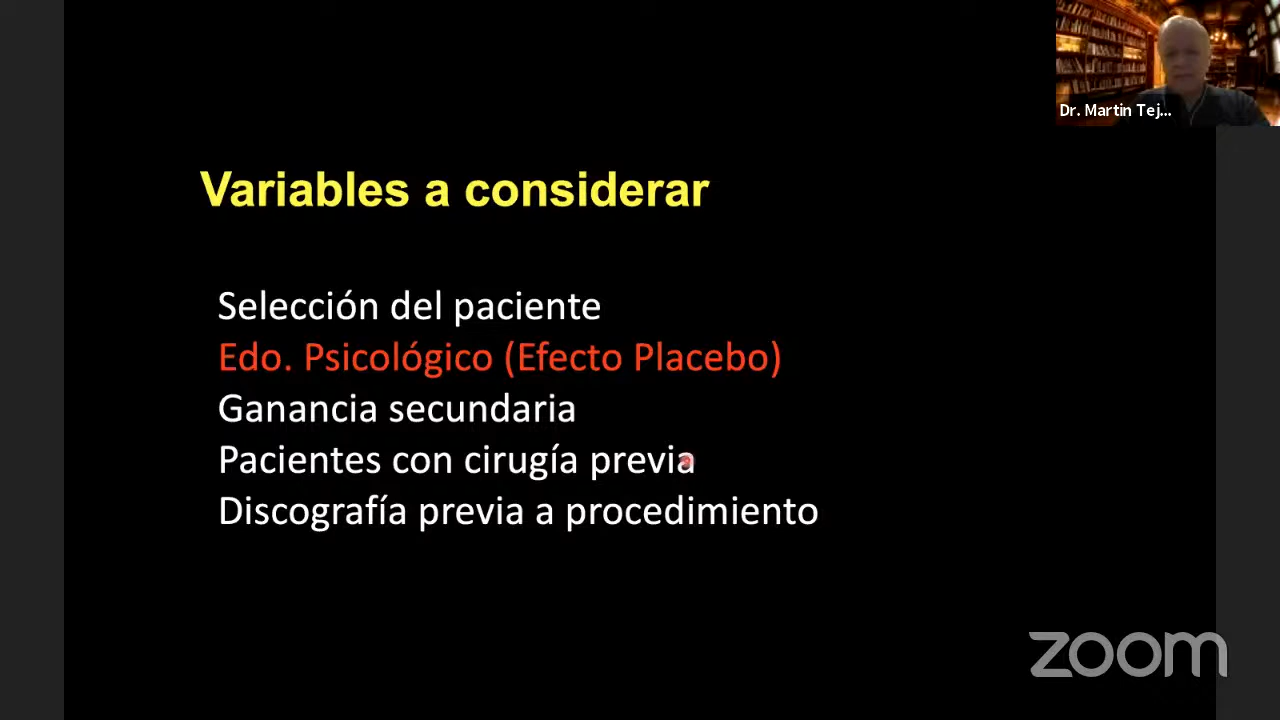 Dr. Martin Tej...
Variables a considerar
Selección del paciente
Edo. Psicológico (Efecto Placebo)
Ganancia secundaria
Pacientes con cirugía previa
Discografía previa a procedimiento
zoom